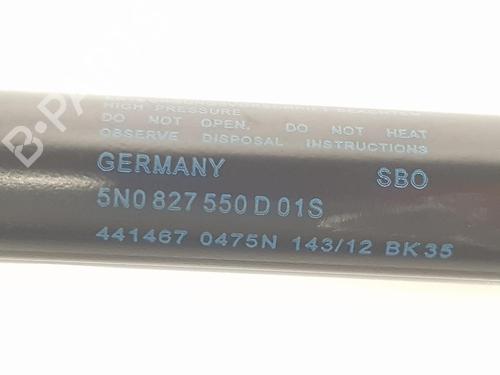 HIGH PRESSURE
DO NOT OPEN, DO NOT HEAT
OBSERVE DISPOSAL INSTRUCTIONS
GERMANY SBO
5N0 827 550 D 01S
441467 0475N 143/12 BK35
B-PARTS